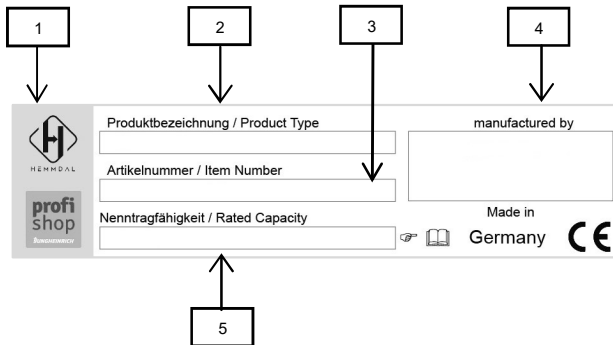 1
2
3
4
Produktbezeichnung / Product Type
manufactured by
HEMMDAL
Artikelnummer / Item Number
profi
shop
JUNGHEINRICH
Made in
Nenntragfähigkeit / Rated Capacity
Germany CE
5